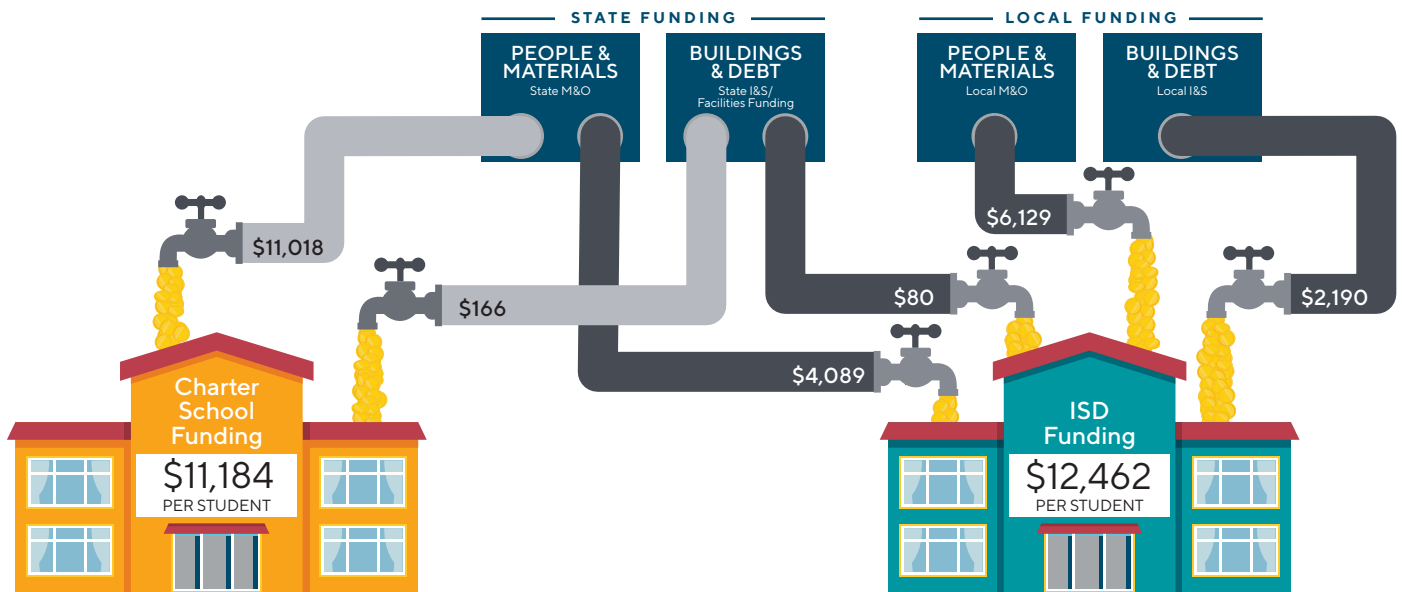 STATE FUNDING
LOCAL FUNDING
PEOPLE &
MATERIALS
State M&O
BUILDINGS
& DEBT
State I&S/
Facilities Funding
PEOPLE &
MATERIALS
Local M&O
BUILDINGS
& DEBT
Local I&S
$11,018
$166
$6,129
$80
$2,190
$4,089
Charter
School
Funding
$11,184
PER STUDENT
ISD
Funding
$12,462
PER STUDENT